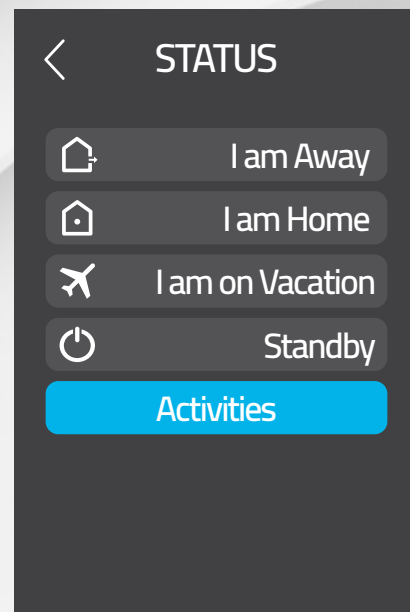 STATUS
I am Away
I am Home
I am on Vacation
Standby
Activities